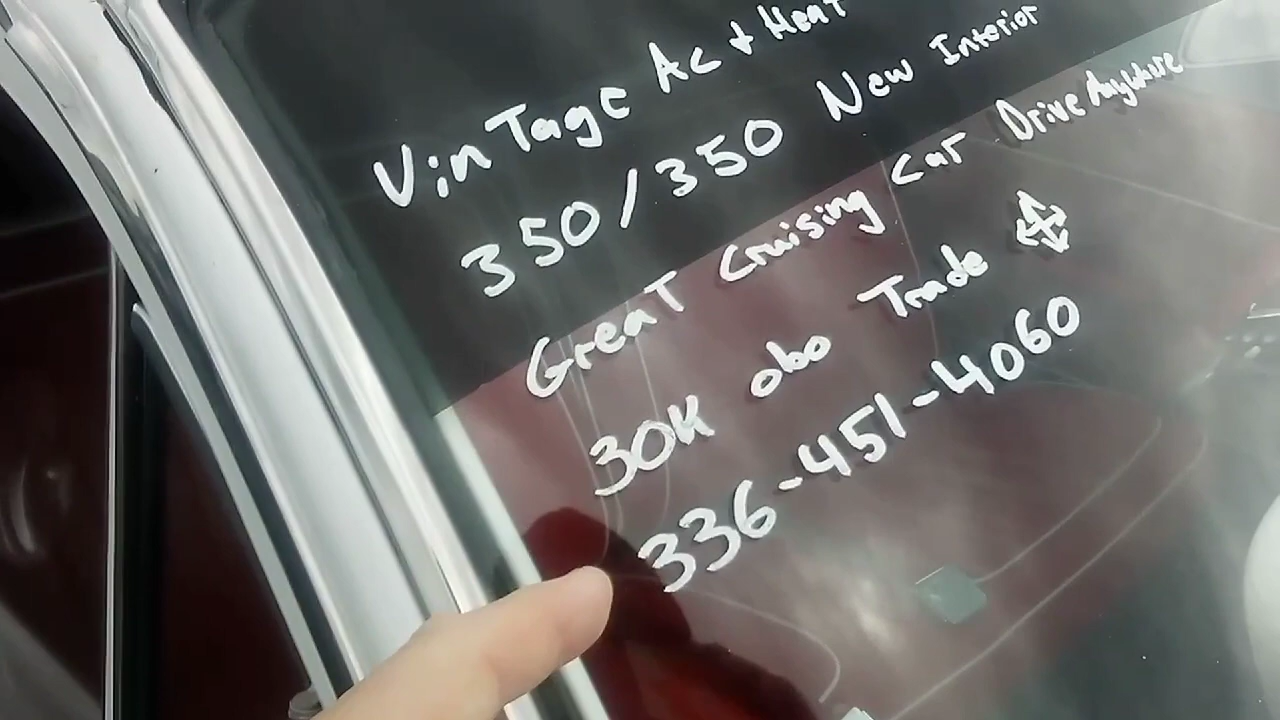 VinTage Ac + Heat
350/350 New Interior
GreaT Cruising Car Drive Anywhere
30K obo Trade
336-451-4060